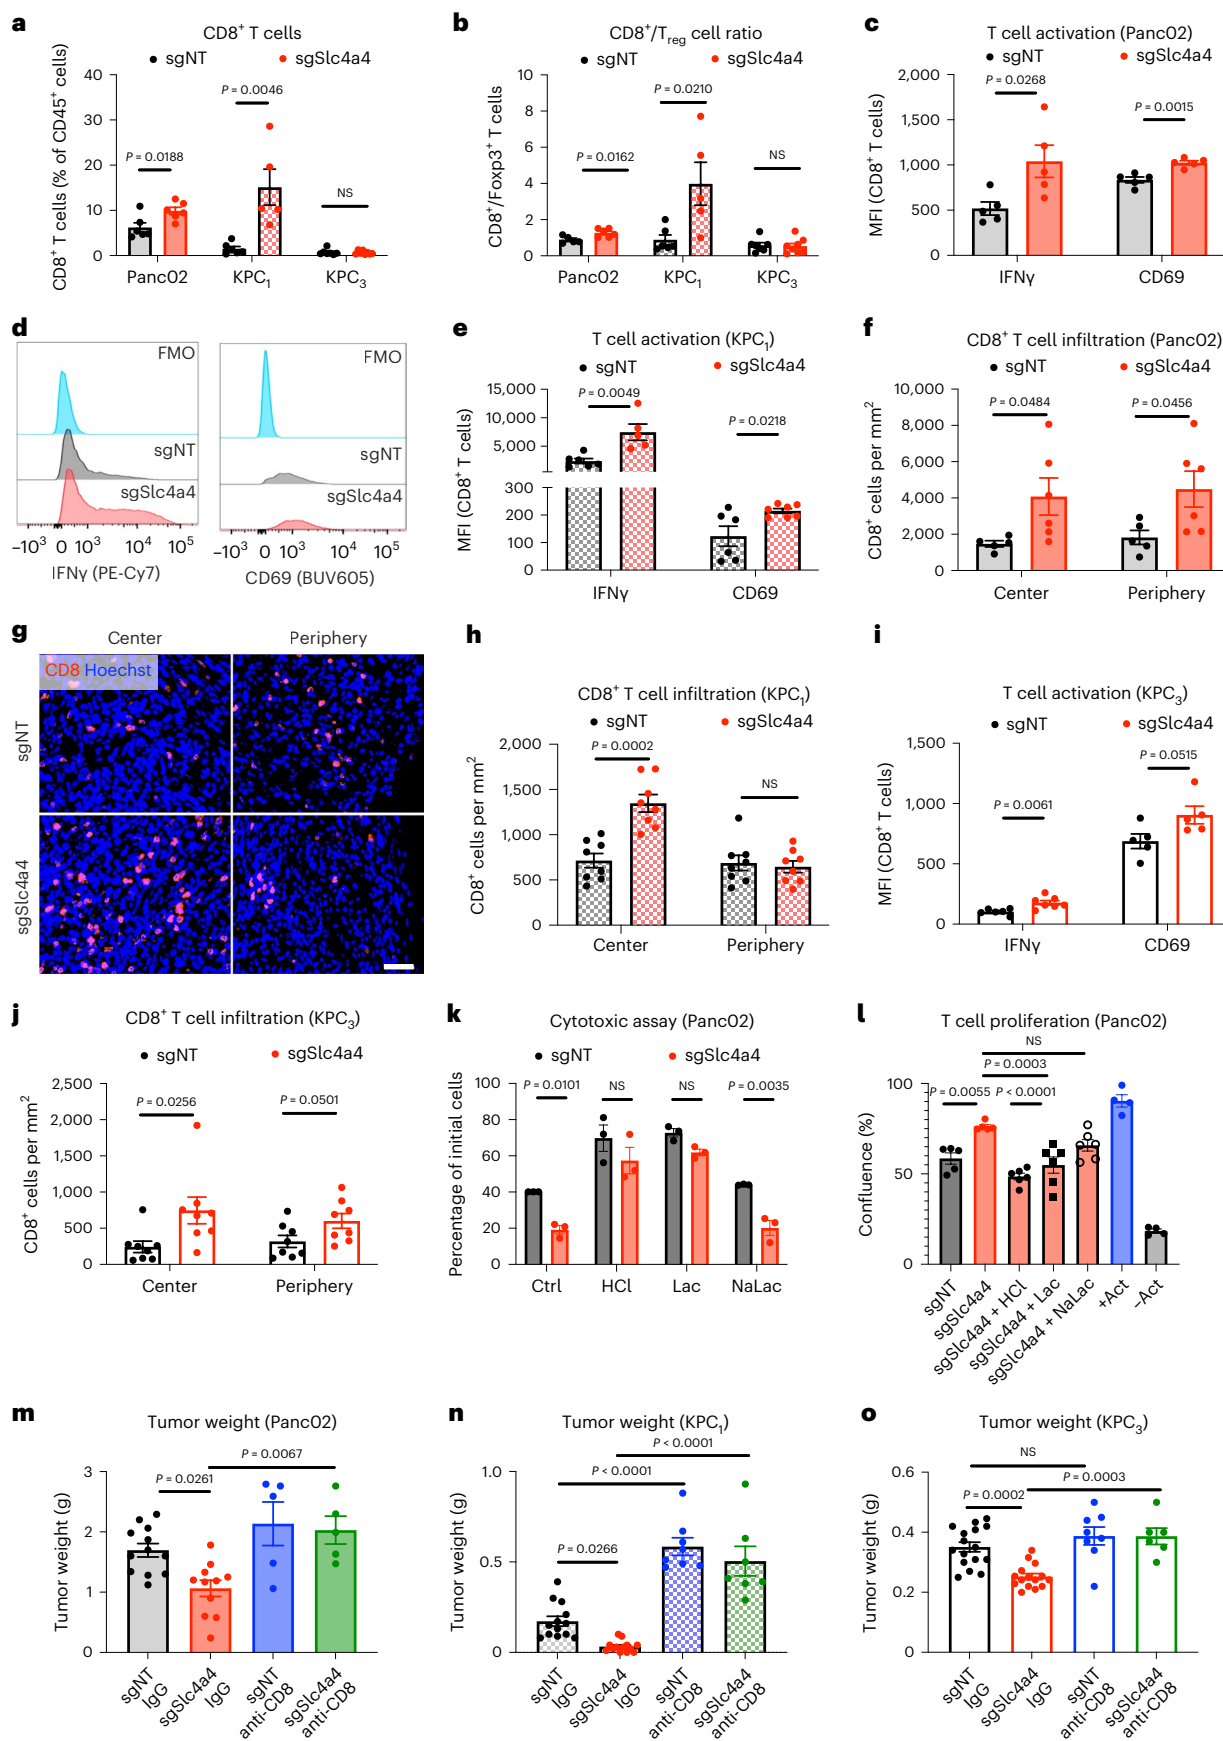 a
CD8+ T cells
sgNT sgSlc4a4
CD8+ T cells (% of CD45+ cells)
40
30
20
10
0
P = 0.0188
P = 0.0046
NS
Panc02 KPC1 KPC3
b
CD8+/Treg cell ratio
sgNT sgSlc4a4
CD8+/Foxp3+ T cells
10
8
6
4
2
0
P = 0.0162
P = 0.0210
NS
Panc02 KPC1 KPC3
c
T cell activation (Panc02)
sgNT sgSlc4a4
MFI (CD8+ T cells)
2,000
1,500
1,000
500
0
P = 0.0268
P = 0.0015
IFNγ CD69
d
FMO
sgNT
sgSlc4a4
−10³ 0 10³ 10⁴ 10⁵
IFNγ (PE-Cy7)
FMO
sgNT
sgSlc4a4
−10³ 0 10³ 10⁴ 10⁵
CD69 (BUV605)
e
T cell activation (KPC1)
sgNT sgSlc4a4
MFI (CD8+ T cells)
15,000
10,000
5,000
300
200
100
0
P = 0.0049
P = 0.0218
IFNγ CD69
f
CD8+ T cell infiltration (Panc02)
sgNT sgSlc4a4
CD8+ cells per mm²
10,000
8,000
6,000
4,000
2,000
0
P = 0.0484
P = 0.0456
Center Periphery
g
Center Periphery
CD8 Hoechst
sgNT
sgSlc4a4
h
CD8+ T cell infiltration (KPC1)
sgNT sgSlc4a4
CD8+ cells per mm²
2,000
1,500
1,000
500
0
P = 0.0002
NS
Center Periphery
i
T cell activation (KPC3)
sgNT sgSlc4a4
MFI (CD8+ T cells)
1,500
1,000
500
0
P = 0.0061
P = 0.0515
IFNγ CD69
j
CD8+ T cell infiltration (KPC3)
sgNT sgSlc4a4
CD8+ cells per mm²
2,500
2,000
1,000
500
0
P = 0.0256
P = 0.0501
Center Periphery
k
Cytotoxic assay (Panc02)
sgNT sgSlc4a4
Percentage of initial cells
100
80
60
40
20
0
P = 0.0101
NS
NS
P = 0.0035
Ctrl HCl Lac NaLac
l
T cell proliferation (Panc02)
NS
P = 0.0003
P = 0.0055 P < 0.0001
Confluence (%)
100
50
0
sgNT
sgSlc4a4
sgSlc4a4 + HCl
sgSlc4a4 + Lac
sgSlc4a4 + NaLac
+Act
−Act
m
Tumor weight (Panc02)
P = 0.0067
P = 0.0261
Tumor weight (g)
3
2
1
0
sgNT IgG
sgSlc4a4 IgG
sgNT anti-CD8
sgSlc4a4 anti-CD8
n
Tumor weight (KPC1)
P < 0.0001
P < 0.0001
P = 0.0266
Tumor weight (g)
1.0
0.5
0
sgNT IgG
sgSlc4a4 IgG
sgNT anti-CD8
sgSlc4a4 anti-CD8
o
Tumor weight (KPC3)
NS
P = 0.0003
P = 0.0002
Tumor weight (g)
0.6
0.4
0.2
0
sgNT IgG
sgSlc4a4 IgG
sgNT anti-CD8
sgSlc4a4 anti-CD8